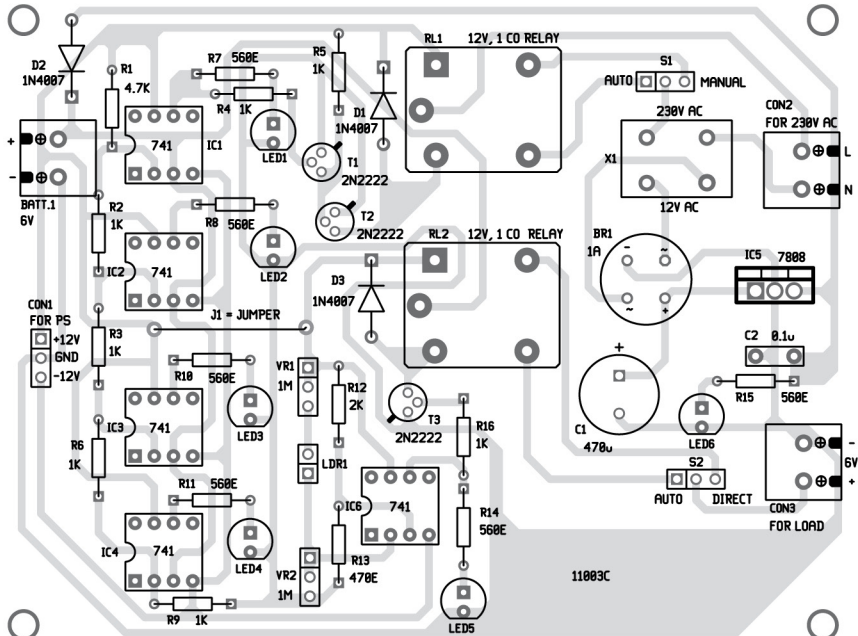 D2
1N4007
R1
4.7K
R7 560E
R4 1K
R5
1K
RL1 12V, 1 CO RELAY
S1
AUTO MANUAL
CON2
FOR 230V AC
L
N
+
-
BATT.1
6V
741
IC1
LED1
D1
1N4007
T1
2N2222
230V AC
X1
12V AC
R2
1K
R8 560E
T2
2N2222
IC2
741
LED2
RL2 12V, 1 CO RELAY
D3
1N4007
BR1
1A
-
~
~
+
IC5 7808
CON1
FOR PS
+12V
GND
-12V
R3
1K
J1 = JUMPER
R10 560E
VR1
1M
R12
2K
C2 0.1u
R15 560E
+
C1
470u
LED6
IC3
741
LED3
T3
2N2222
R16
1K
R6
1K
LDR1
S2
AUTO DIRECT
-
6V
+
CON3
FOR LOAD
R11 560E
IC6
741
R14
560E
IC4
741
LED4
R13
470E
VR2
1M
R9 1K
LED5
11003C